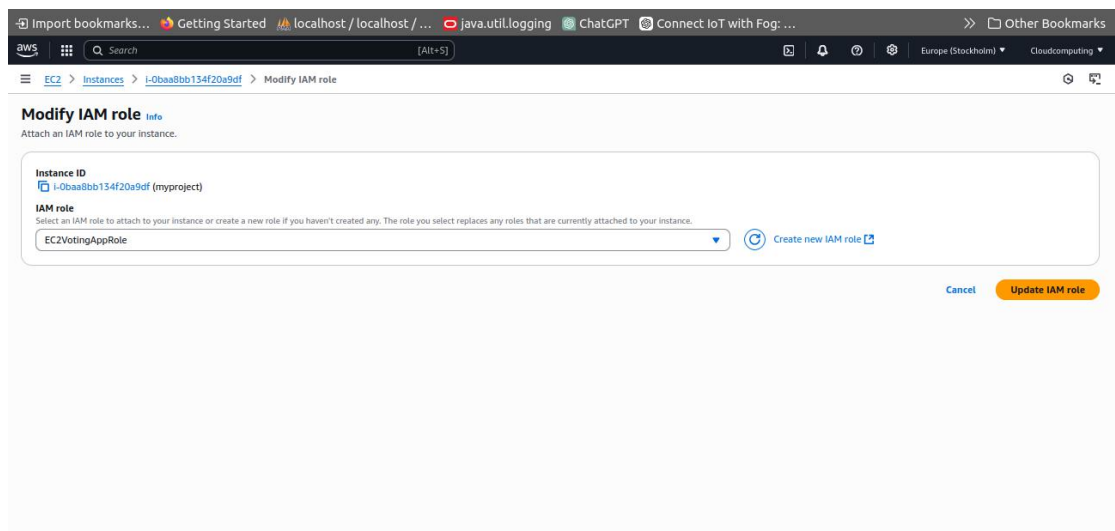 Import bookmarks... Getting Started localhost / localhost / ... java.util.logging ChatGPT Connect IoT with Fog: ... Other Bookmarks
aws Search [Alt+S] Europe (Stockholm) Cloudcomputing
EC2 > Instances > i-0baa8bb134f20a9df > Modify IAM role
Modify IAM role Info
Attach an IAM role to your instance.
Instance ID
i-0baa8bb134f20a9df (myproject)
IAM role
Select an IAM role to attach to your instance or create a new role if you haven't created any. The role you select replaces any roles that are currently attached to your instance.
EC2VotingAppRole Create new IAM role
Cancel Update IAM role